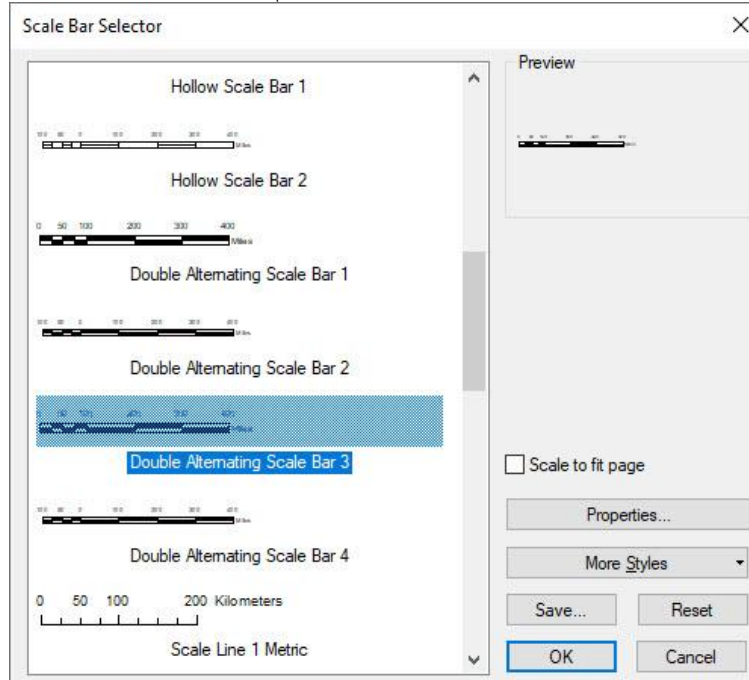 Scale Bar Selector
Hollow Scale Bar 1
Hollow Scale Bar 2
0 50 100 200 300 400
Miles
Double Alternating Scale Bar 1
Double Alternating Scale Bar 2
Double Alternating Scale Bar 3
Double Alternating Scale Bar 4
0 50 100 200 Kilometers
Scale Line 1 Metric
Preview
Scale to fit page
Properties...
More Styles
Save... Reset
OK Cancel